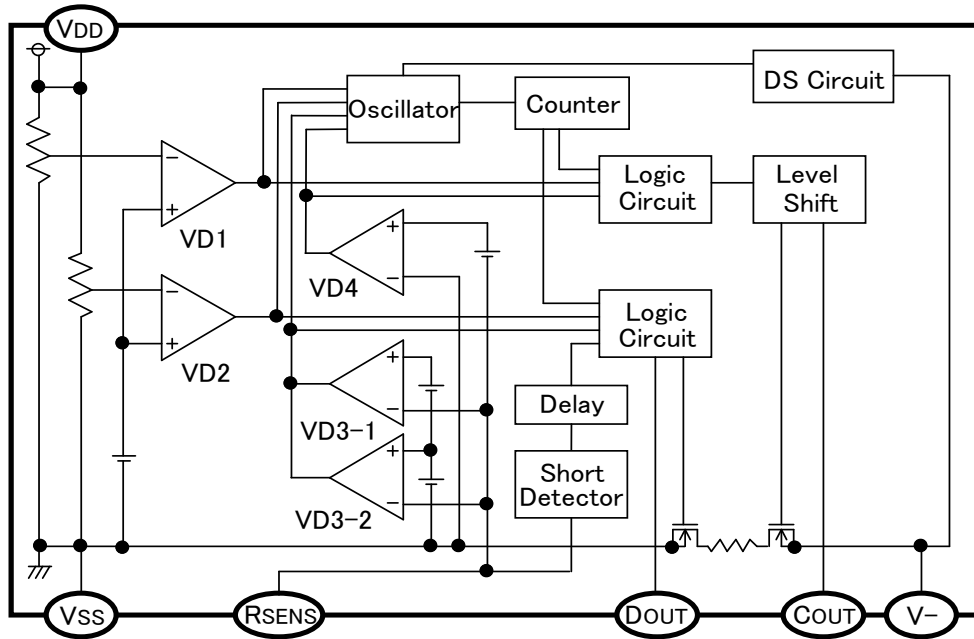 VDD
Oscillator
Counter
DS Circuit
Logic
Circuit
Level
Shift
−
+
VD1
+
−
VD4
−
+
VD2
Logic
Circuit
+
−
VD3-1
Delay
+
−
VD3-2
Short
Detector
VSS
RSENS
DOUT
COUT
V−